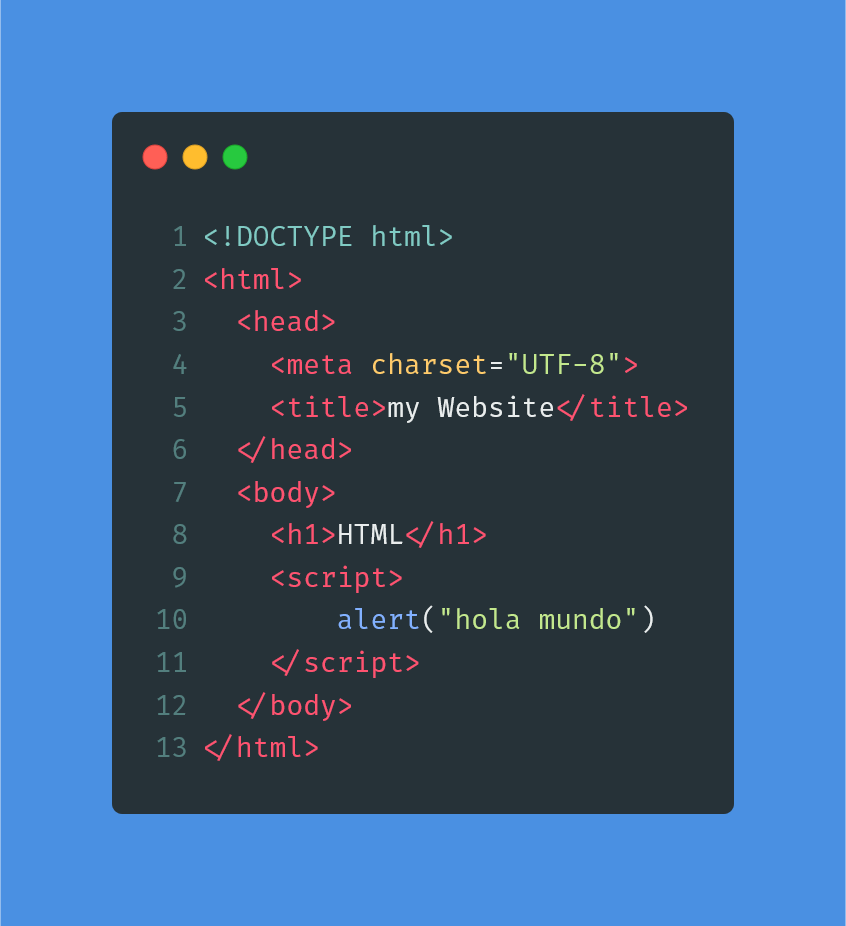 1 <!DOCTYPE html>
2 <html>
3   <head>
4     <meta charset="UTF-8">
5     <title>my Website</title>
6   </head>
7   <body>
8     <h1>HTML</h1>
9     <script>
10         alert("hola mundo")
11     </script>
12   </body>
13 </html>